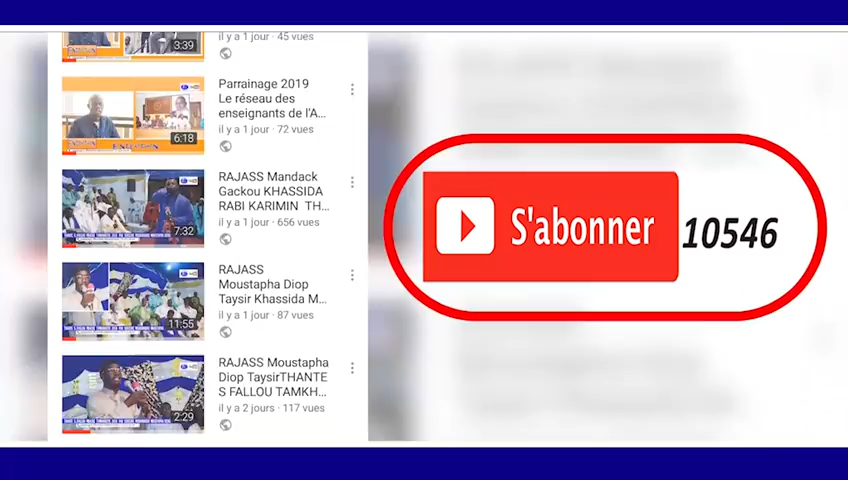 3:39
il y a 1 jour · 45 vues
6:18
Parrainage 2019
Le réseau des
enseignants de l'A...
il y a 1 jour · 72 vues
7:32
RAJASS Mandack
Gackou KHASSIDA
RABI KARIMIN TH...
il y a 1 jour · 656 vues
11:55
RAJASS
Moustapha Diop
Taysir Khassida M...
il y a 1 jour · 87 vues
2:29
RAJASS Moustapha
Diop TaysirTHANTE
S FALLOU TAMKH...
il y a 2 jours · 117 vues
S'abonner
10546